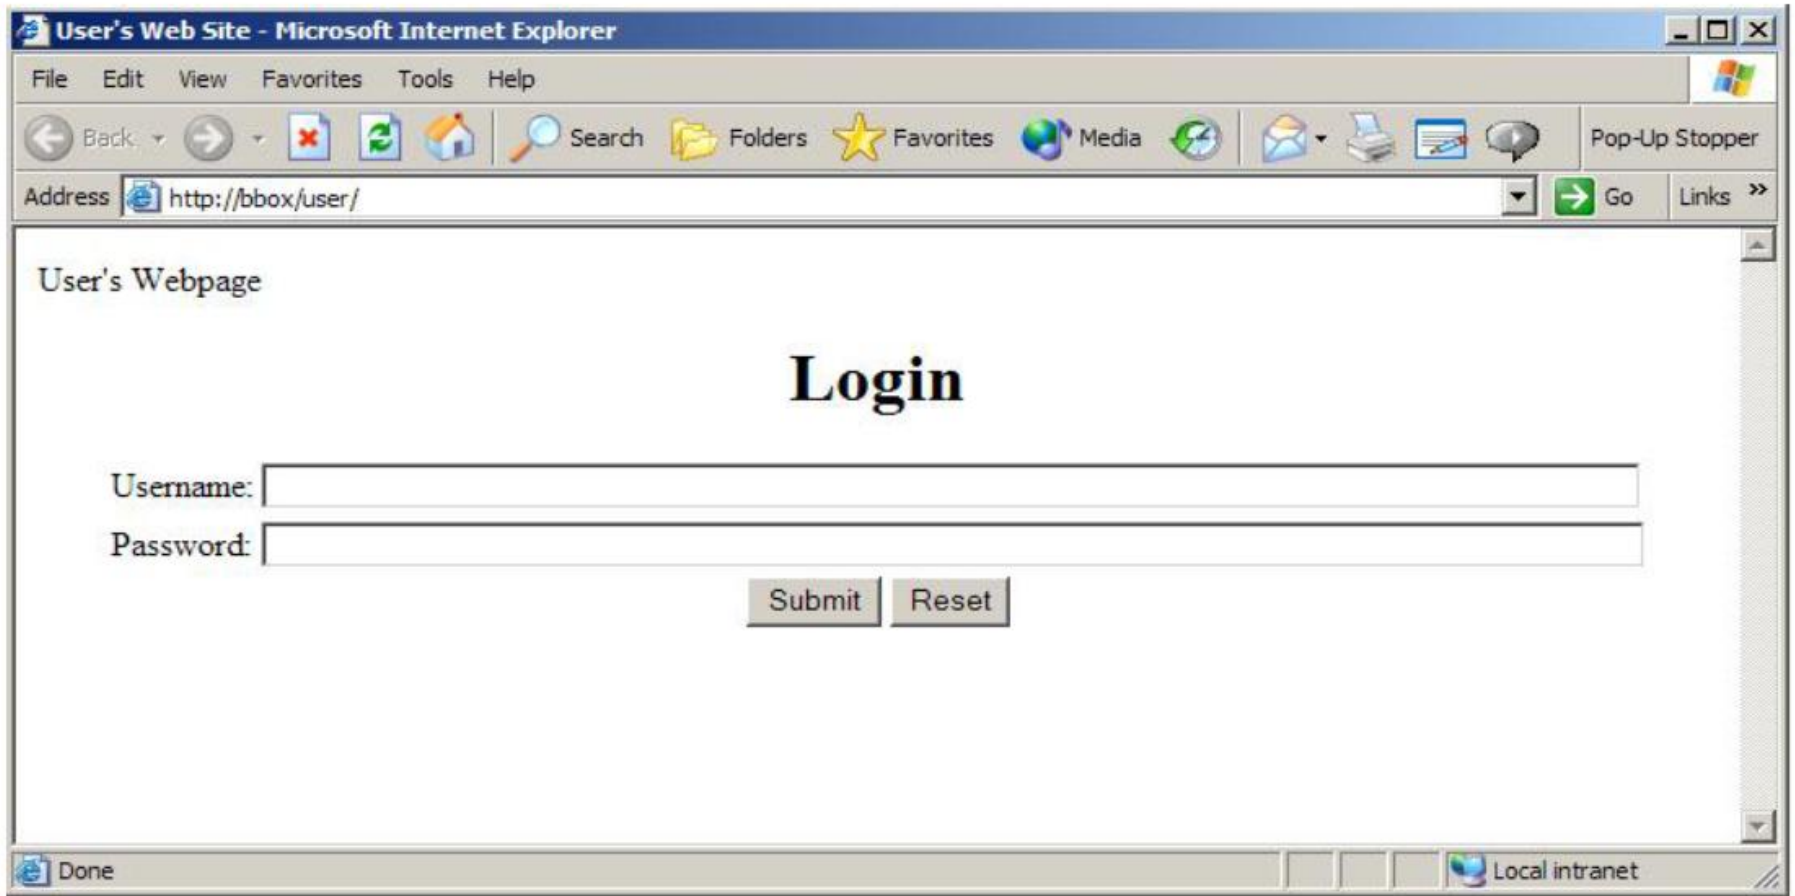 User's Web Site - Microsoft Internet Explorer
File Edit View Favorites Tools Help
Back Search Folders Favorites Media Pop-Up Stopper
Address http://bbox/user/ Go Links »
User's Webpage
Login
Username:
Password:
Submit Reset
Done Local intranet